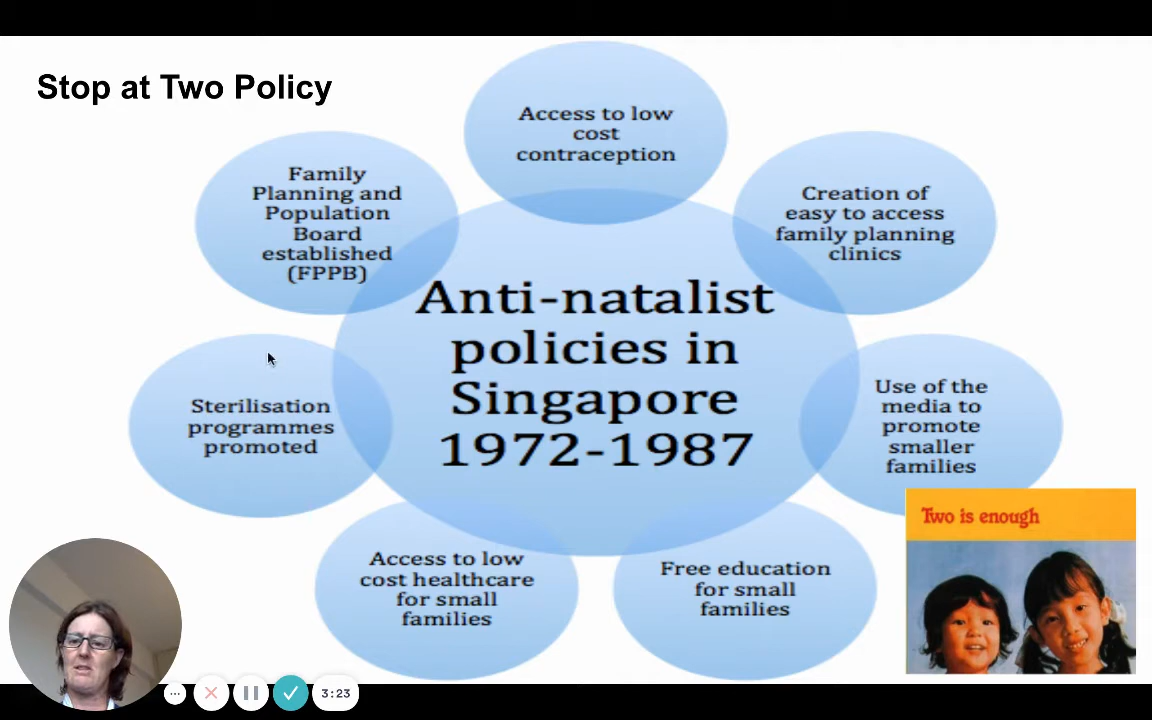 Stop at Two Policy
Access to low
cost
contraception
Family
Planning and
Population
Board
established
(FPPB)
Creation of
easy to access
family planning
clinics
Anti-natalist
policies in
Singapore
1972-1987
Sterilisation
programmes
promoted
Use of the
media to
promote
smaller
families
Access to low
cost healthcare
for small
families
Free education
for small
families
Two is enough
3:23